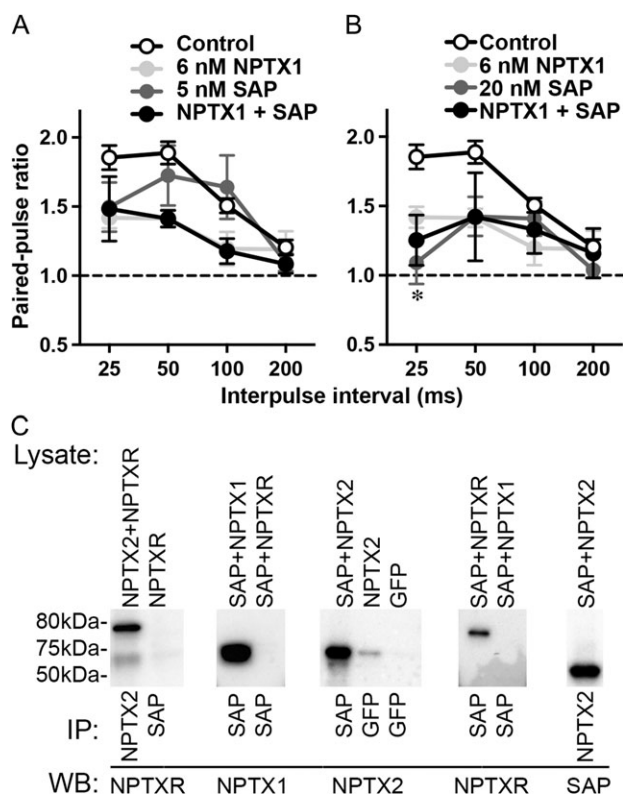 A
Control
6 nM NPTX1
5 nM SAP
NPTX1 + SAP
B
Control
6 nM NPTX1
20 nM SAP
NPTX1 + SAP
Paired-pulse ratio
2.0
1.5
1.0
0.5
25 50 100 200
2.0
1.5
1.0
0.5
*
25 50 100 200
Interpulse interval (ms)
C
Lysate:
NPTX2+NPTXR
NPTXR
SAP+NPTX1
SAP+NPTXR
SAP+NPTX2
NPTX2
GFP
SAP+NPTXR
SAP+NPTX1
SAP+NPTX2
80kDa-
75kDa-
50kDa-
IP:
NPTX2
SAP
SAP
SAP
SAP
GFP
GFP
SAP
SAP
NPTX2
WB: NPTXR NPTX1 NPTX2 NPTXR SAP